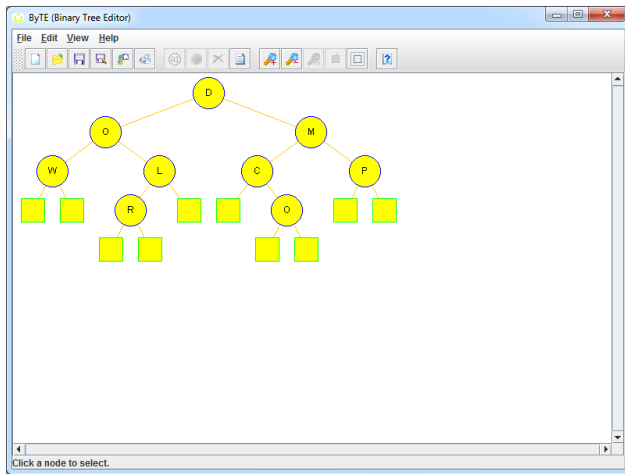 ByTE (Binary Tree Editor)
File Edit View Help
D
O M
W L C P
R O
Click a node to select.